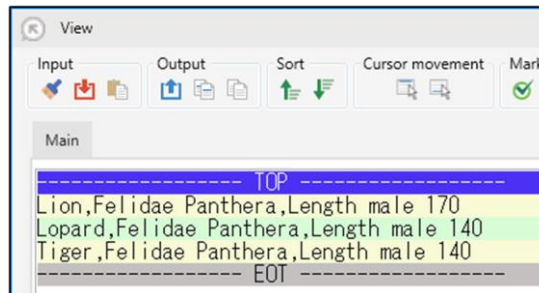 View
Input Output Sort Cursor movement Mark
Main
------------------ TOP ------------------
Lion,Felidae Panthera,Length male 170
Lopard,Felidae Panthera,Length male 140
Tiger,Felidae Panthera,Length male 140
------------------ EOT ------------------